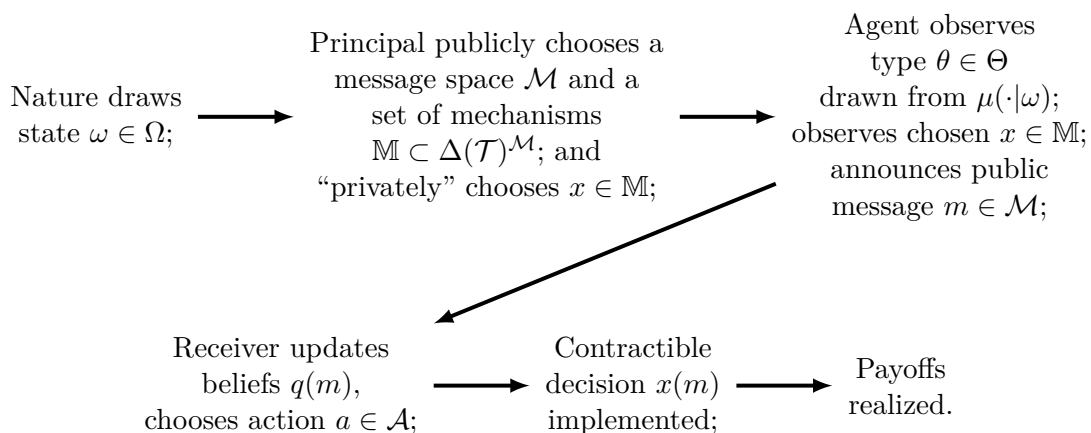 Nature draws
state ω ∈ Ω;
Principal publicly chooses a
message space ℳ and a
set of mechanisms
𝕄 ⊂ Δ(𝒯)^ℳ; and
“privately” chooses x ∈ 𝕄;
Agent observes
type θ ∈ Θ
drawn from μ(·|ω);
observes chosen x ∈ 𝕄;
announces public
message m ∈ ℳ;
Receiver updates
beliefs q(m),
chooses action a ∈ 𝒜;
Contractible
decision x(m)
implemented;
Payoffs
realized.